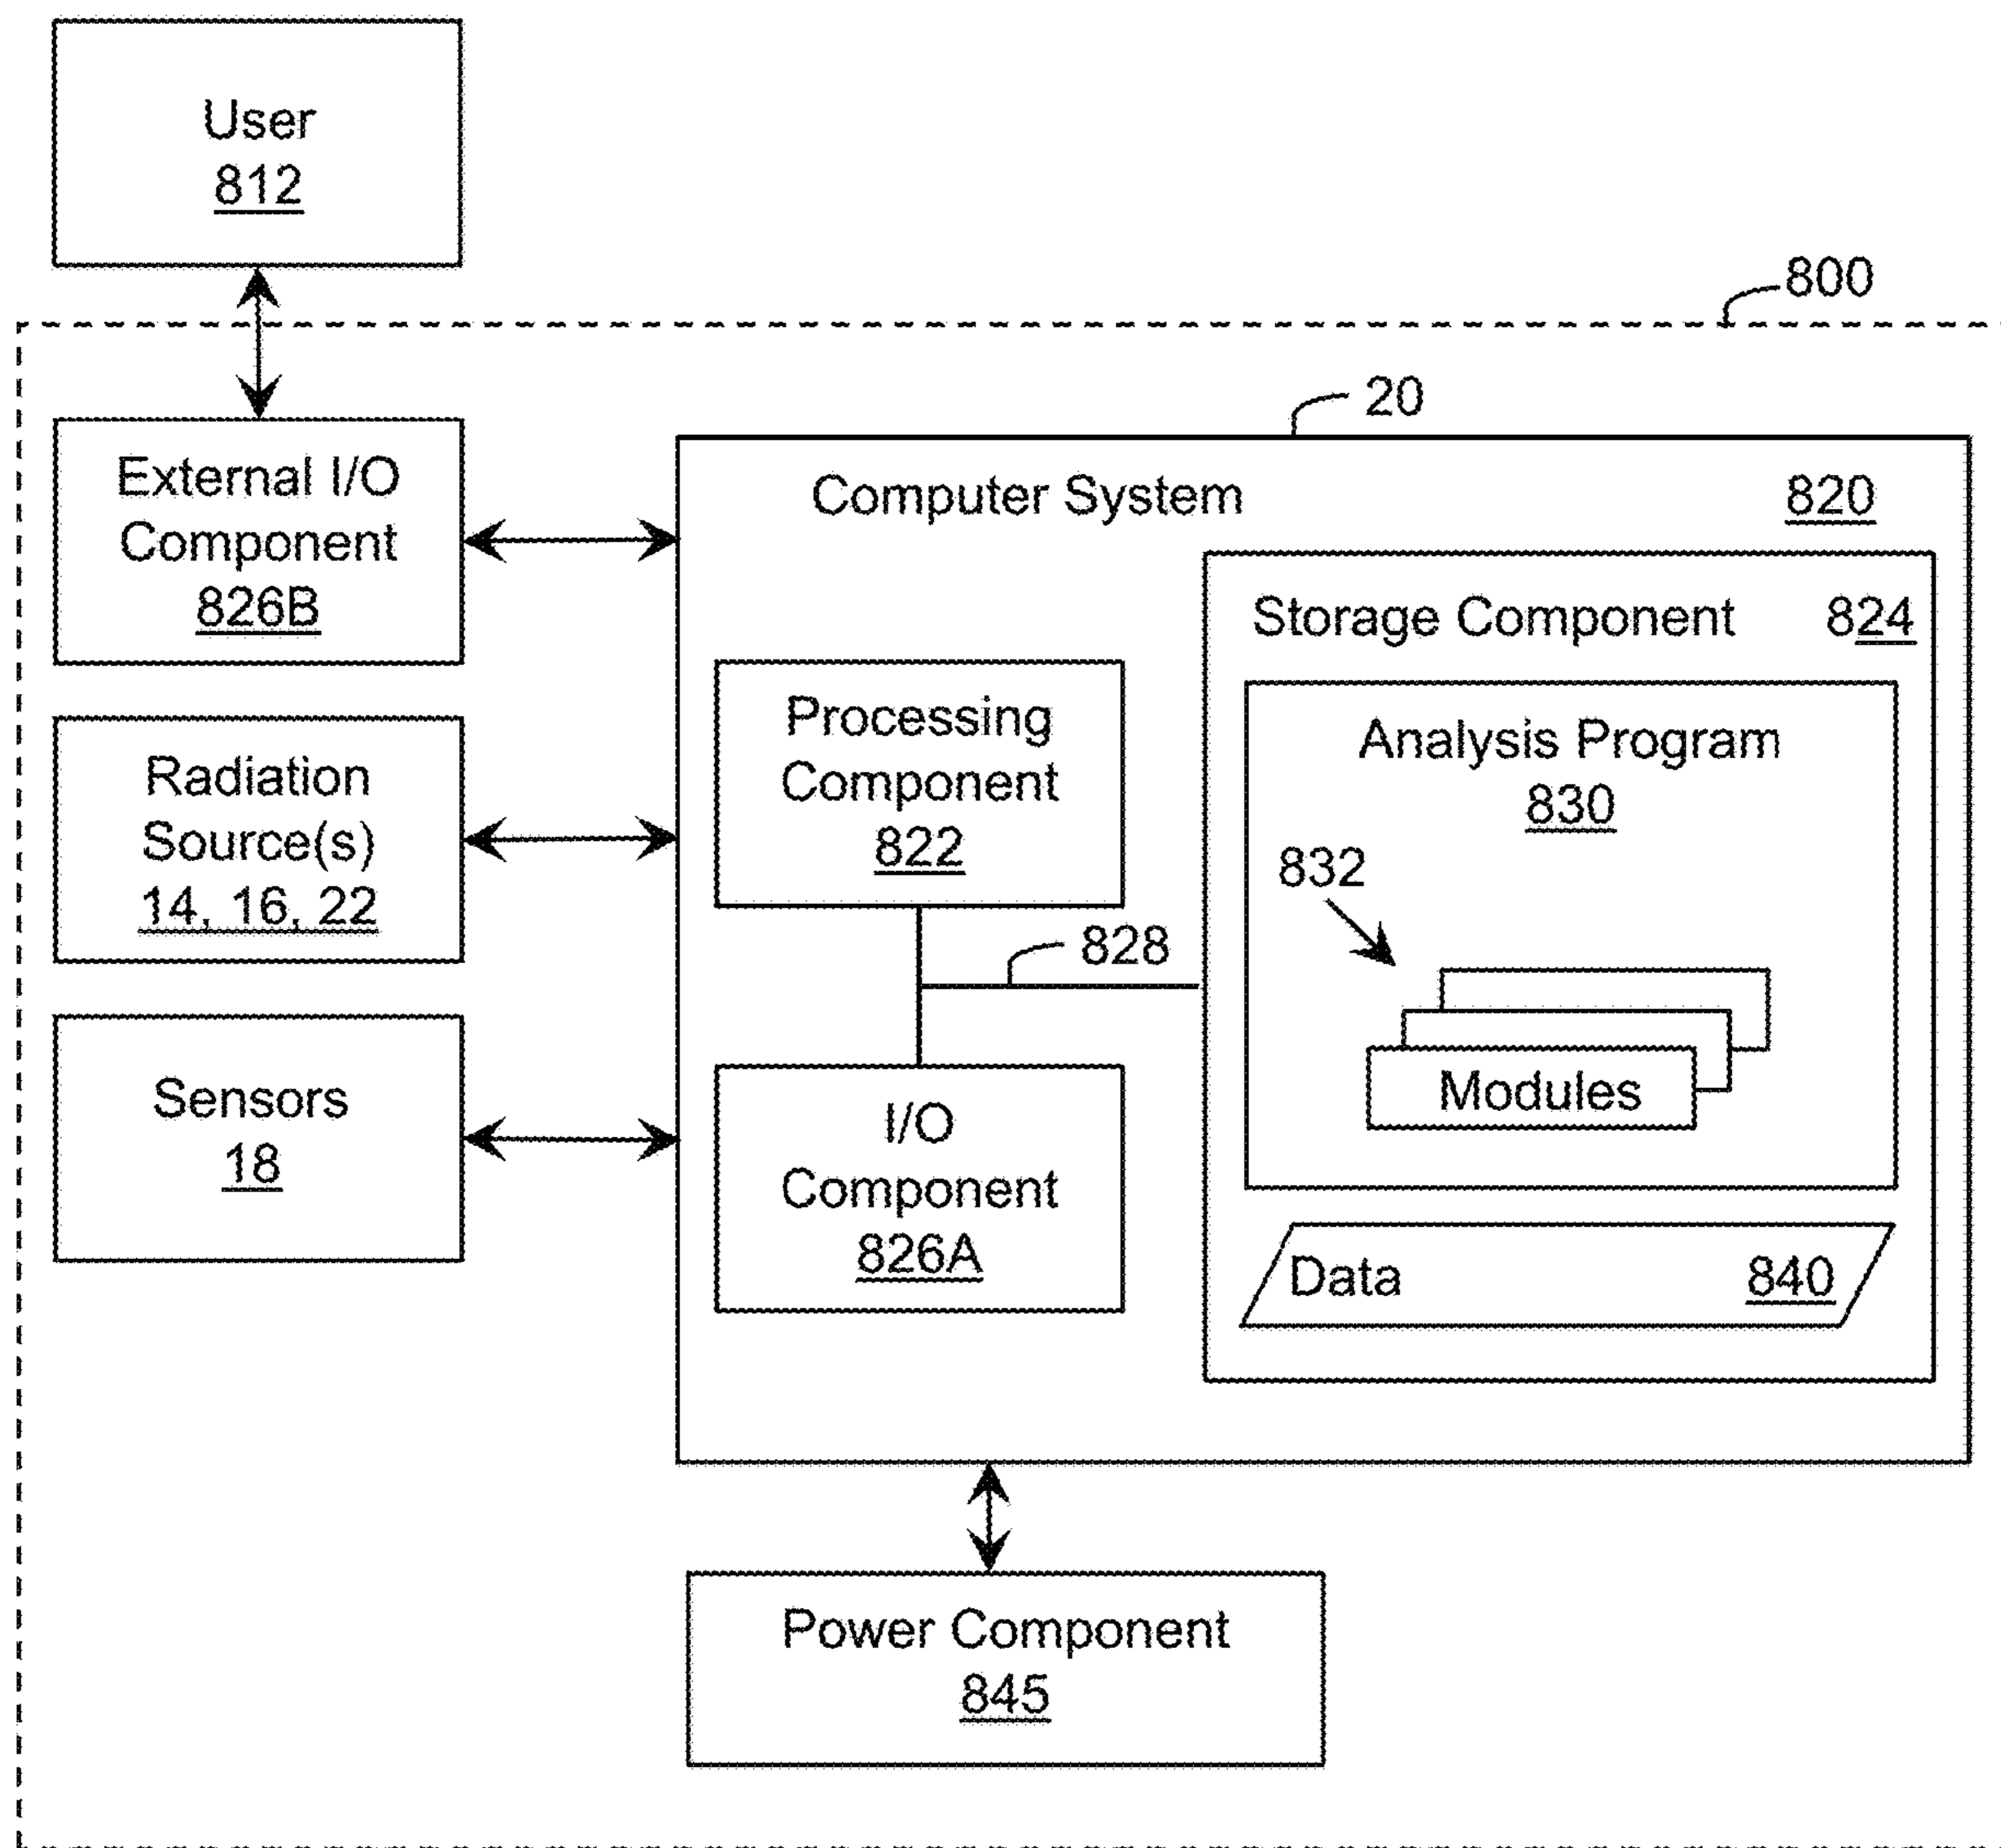 User
812
800
20
External I/O
Component
826B
Computer System
820
Storage Component
824
Processing
Component
822
Analysis Program
830
Radiation
Source(s)
14, 16, 22
832
828
Modules
Sensors
18
I/O
Component
826A
Data
840
Power Component
845